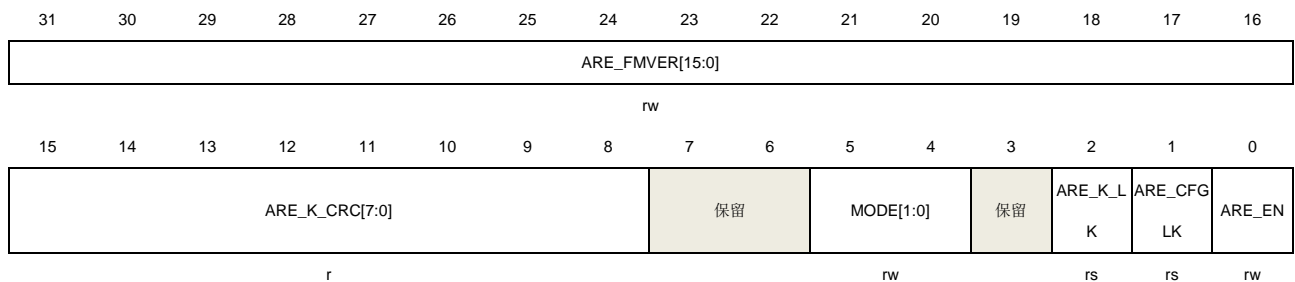 31 30 29 28 27 26 25 24 23 22 21 20 19 18 17 16
ARE_FMVER[15:0]
rw
15 14 13 12 11 10 9 8 7 6 5 4 3 2 1 0
ARE_K_CRC[7:0] 保留 MODE[1:0] 保留 ARE_K_L ARE_CFG ARE_EN
K LK
r rw rs rs rw